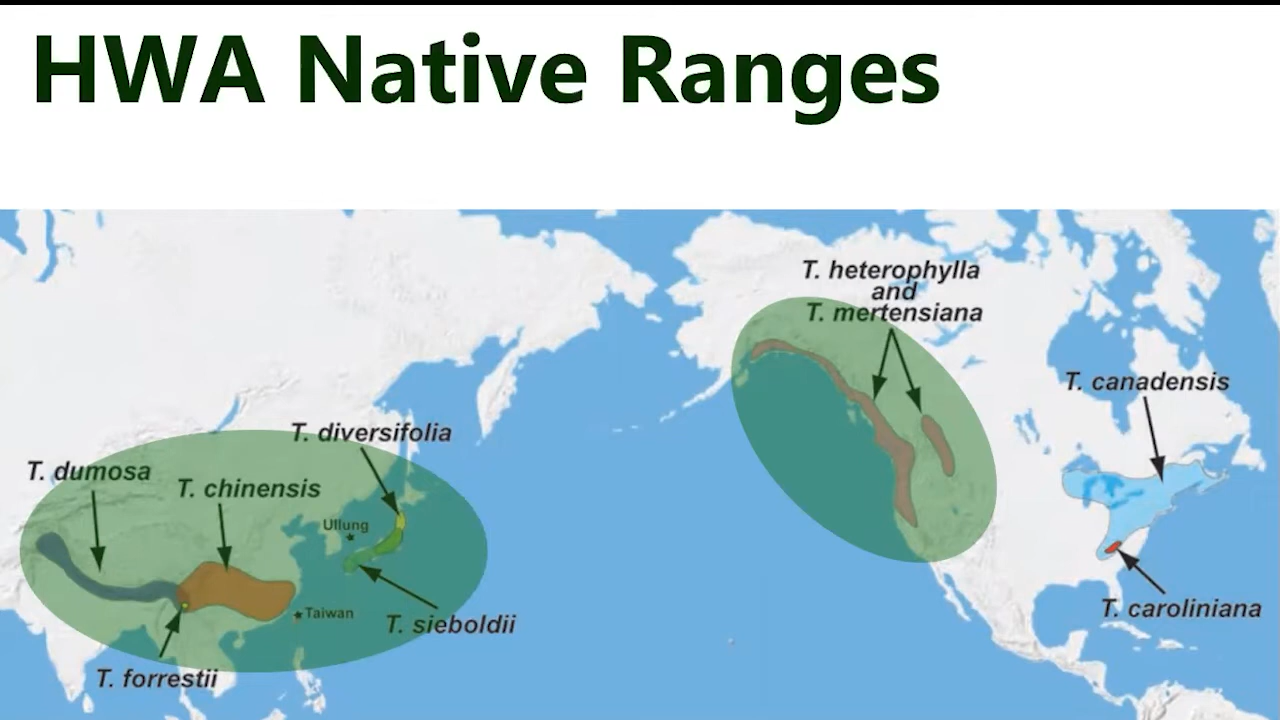 HWA Native Ranges
T. heterophylla
and
T. mertensiana
T. canadensis
T. diversifolia
T. dumosa
T. chinensis
Ullung
Taiwan
T. sieboldii
T. caroliniana
T. forrestii